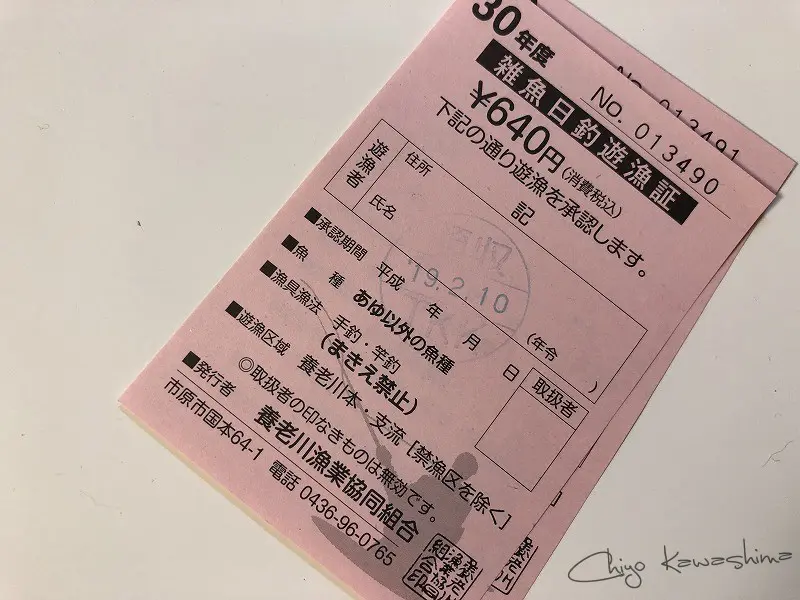 30年度
No. 013491
No. 013490
雑魚日釣遊漁証
¥640円(消費税込)
下記の通り遊漁を承認します。
記
遊漁者
住所
氏名
(年令 )
■承認期間 平成 年 月 日
'19.2.10
■魚 種 あゆ以外の魚種
■漁具漁法 手釣・竿釣
(まきえ禁止)
取扱者
■遊漁区域 養老川本・支流[禁漁区を除く]
◎取扱者の印なきものは無効です。
■発行者 養老川漁業協同組合
市原市国本64-1 電話 0436-96-0765
Chiyo Kawashima